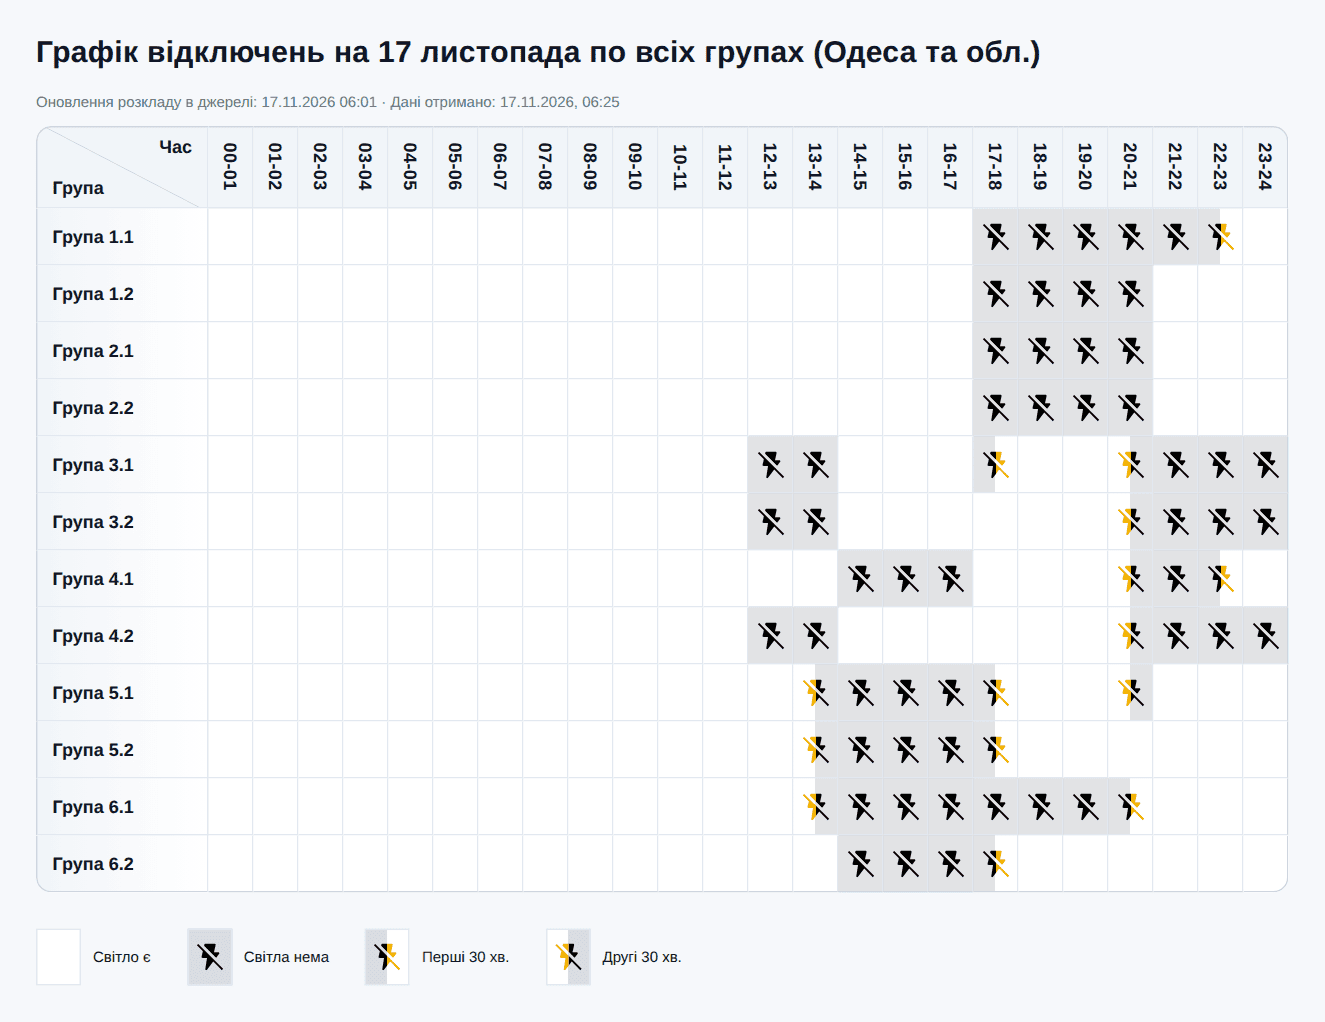 Графік відключень на 17 листопада по всіх групах (Одеса та обл.)
Оновлення розкладу в джерелі: 17.11.2026 06:01 · Дані отримано: 17.11.2026, 06:25
Час
Група
00-01 01-02 02-03 03-04 04-05 05-06 06-07 07-08 08-09 09-10 10-11 11-12 12-13 13-14 14-15 15-16 16-17 17-18 18-19 19-20 20-21 21-22 22-23 23-24
Група 1.1
Група 1.2
Група 2.1
Група 2.2
Група 3.1
Група 3.2
Група 4.1
Група 4.2
Група 5.1
Група 5.2
Група 6.1
Група 6.2
Світло є Світла нема Перші 30 хв. Другі 30 хв.